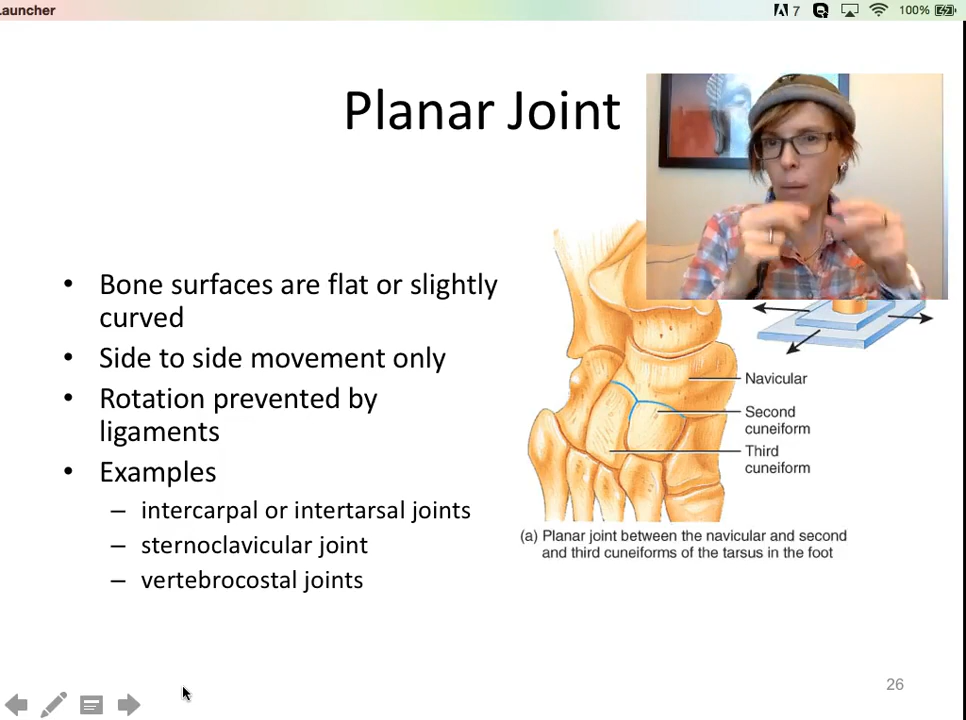 Launcher
7
100%
Planar Joint
• Bone surfaces are flat or slightly
curved
• Side to side movement only
• Rotation prevented by
ligaments
• Examples
– intercarpal or intertarsal joints
– sternoclavicular joint
– vertebrocostal joints
Navicular
Second
cuneiform
Third
cuneiform
(a) Planar joint between the navicular and second
and third cuneiforms of the tarsus in the foot
26